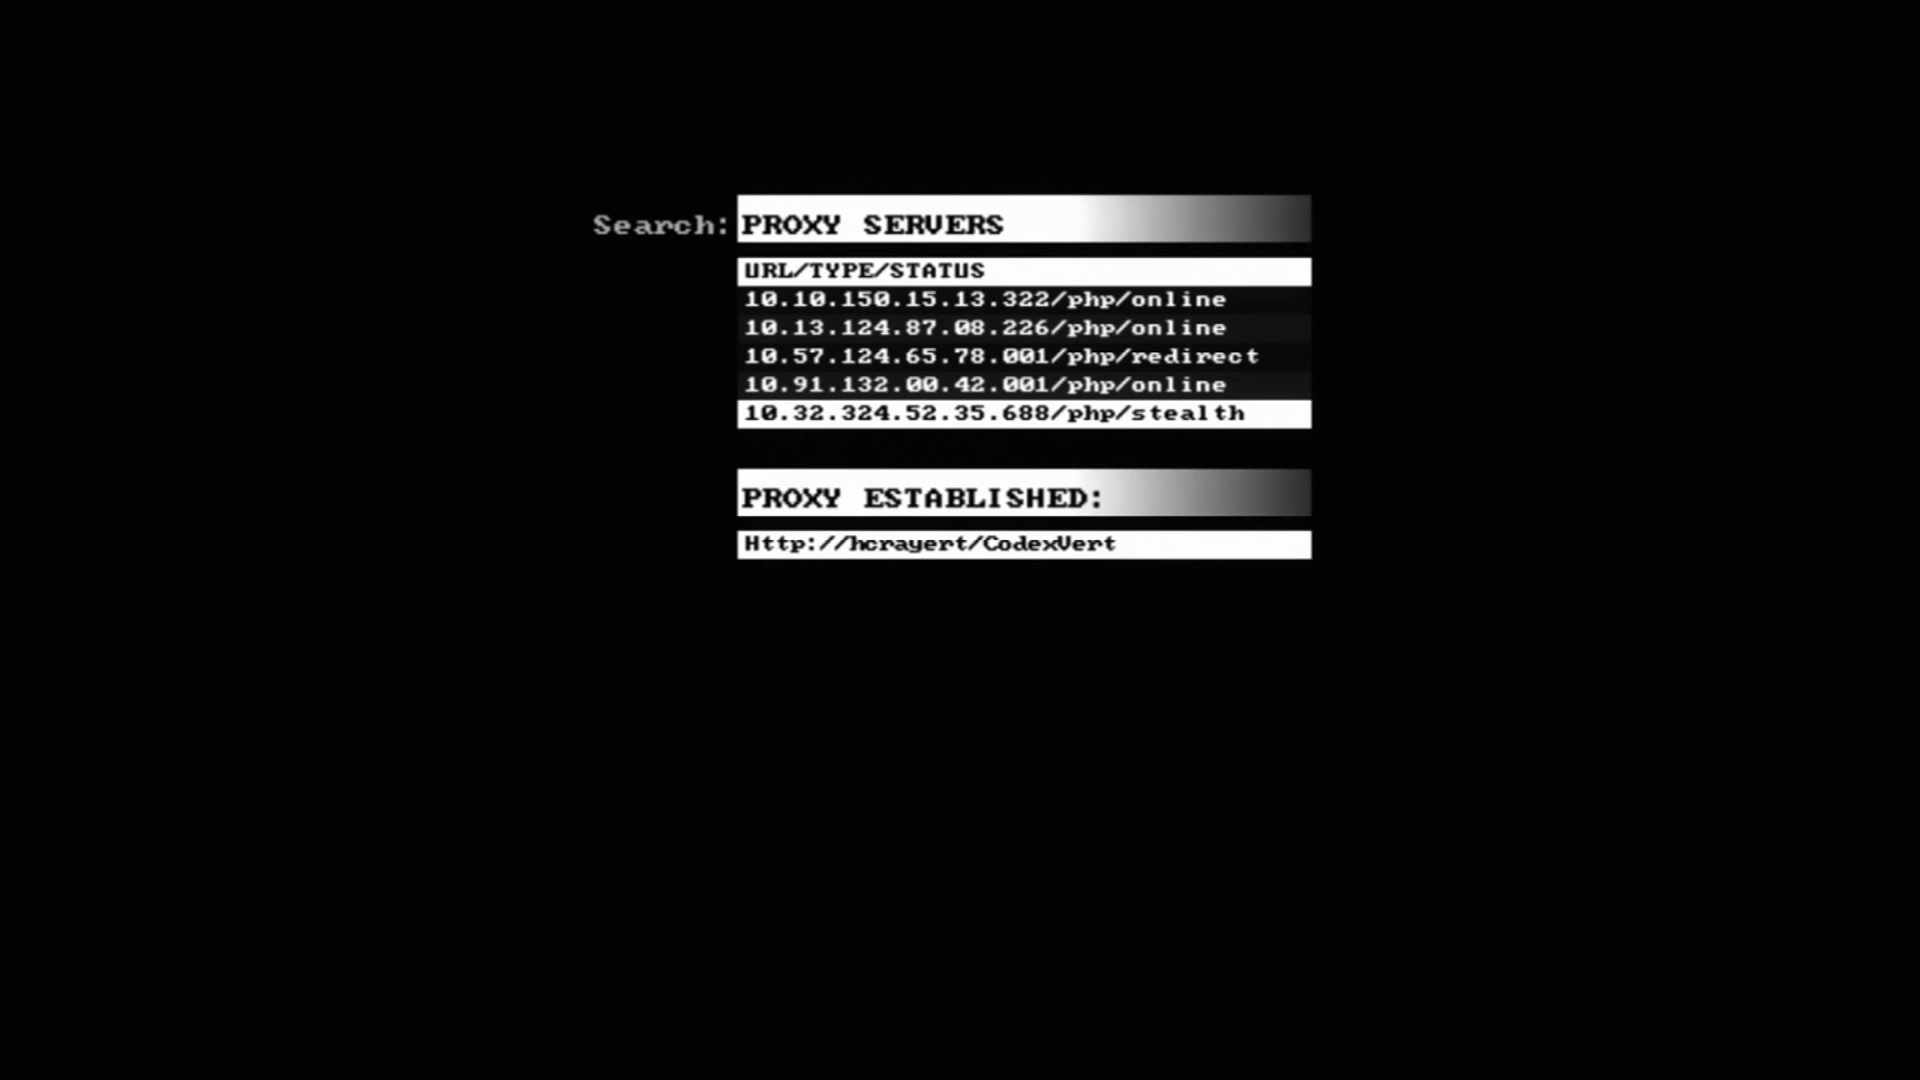 Search: PROXY SERVERS
URL/TYPE/STATUS
10.10.150.15.13.322/php/online
10.13.124.87.08.226/php/online
10.57.124.65.78.001/php/redirect
10.91.132.00.42.001/php/online
10.32.324.52.35.688/php/stealth
PROXY ESTABLISHED:
Http://hcrayert/CodexVert